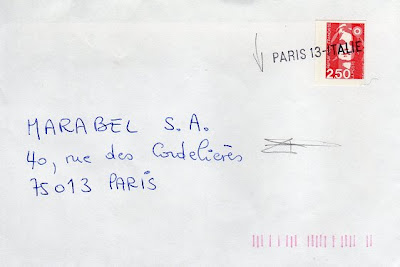 PARIS 13-ITALIE
2,50
MARABEL S.A.
40, rue des Cordelières
75013 PARIS